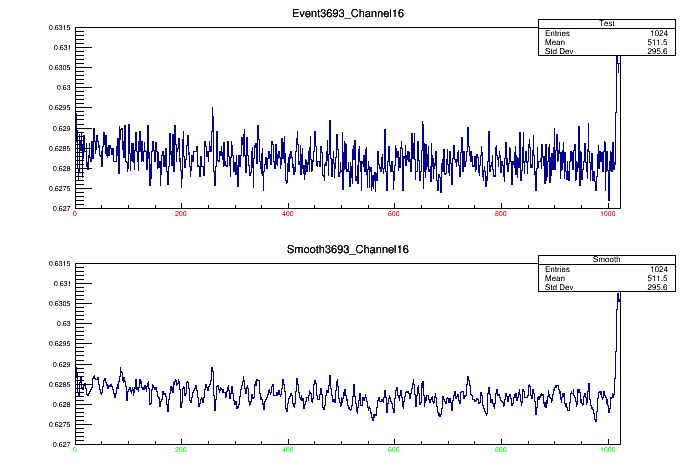 Event3693_Channel16
Test
Entries 1024
Mean 511.5
Std Dev 295.6
0.6315
0.631
0.6305
0.63
0.6295
0.629
0.6285
0.628
0.6275
0.627
0 200 400 600 800 1000
Smooth3693_Channel16
Smooth
Entries 1024
Mean 511.5
Std Dev 295.6
0.6315
0.631
0.6305
0.63
0.6295
0.629
0.6285
0.628
0.6275
0.627
0 200 400 600 800 1000